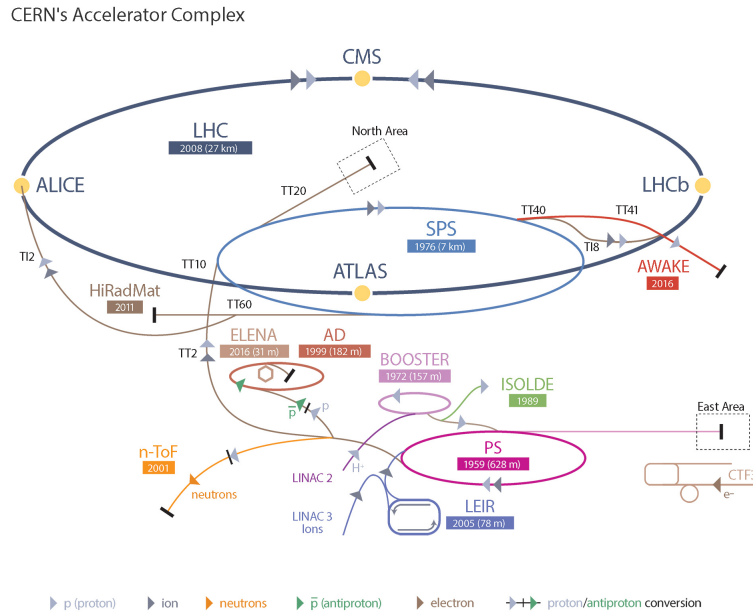 CERN's Accelerator Complex
CMS
LHC
2008 (27 km)
North Area
ALICE
LHCb
TT20
TT40
TT41
SPS
1976 (7 km)
TI2
TT10
TI8
ATLAS
AWAKE
2016
HiRadMat
2011
TT60
ELENA
2016 (31 m)
AD
1999 (182 m)
TT2
BOOSTER
1972 (157 m)
ISOLDE
1989
p
p̅
East Area
n-ToF
2001
PS
1959 (628 m)
H⁺
LINAC 2
neutrons
CTF3
e-
LINAC 3
Ions
LEIR
2005 (78 m)
p (proton)
ion
neutrons
p̅ (antiproton)
electron
proton/antiproton conversion